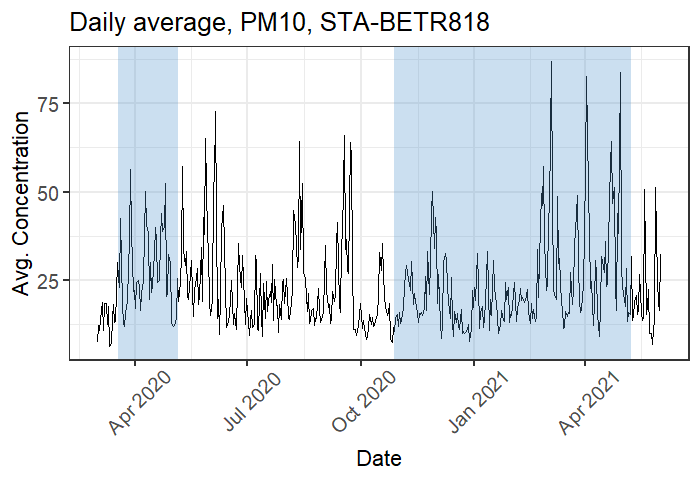 Daily average, PM10, STA-BETR818
Avg. Concentration
75
50
25
Apr 2020
Jul 2020
Oct 2020
Jan 2021
Apr 2021
Date